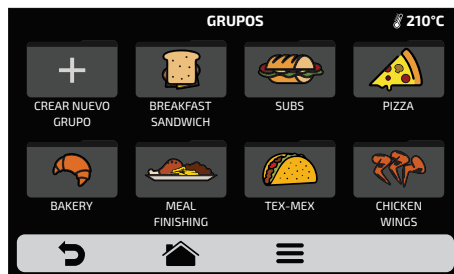 GRUPOS
210°C
CREAR NUEVO
GRUPO
BREAKFAST
SANDWICH
SUBS
PIZZA
BAKERY
MEAL
FINISHING
TEX-MEX
CHICKEN
WINGS